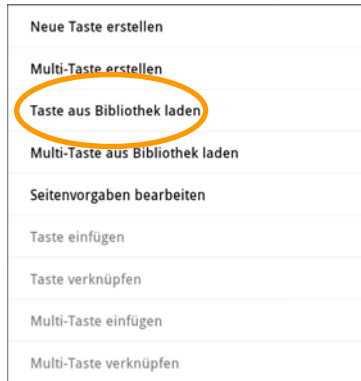 Neue Taste erstellen
Multi-Taste erstellen
Taste aus Bibliothek laden
Multi-Taste aus Bibliothek laden
Seitenvorgaben bearbeiten
Taste einfügen
Taste verknüpfen
Multi-Taste einfügen
Multi-Taste verknüpfen